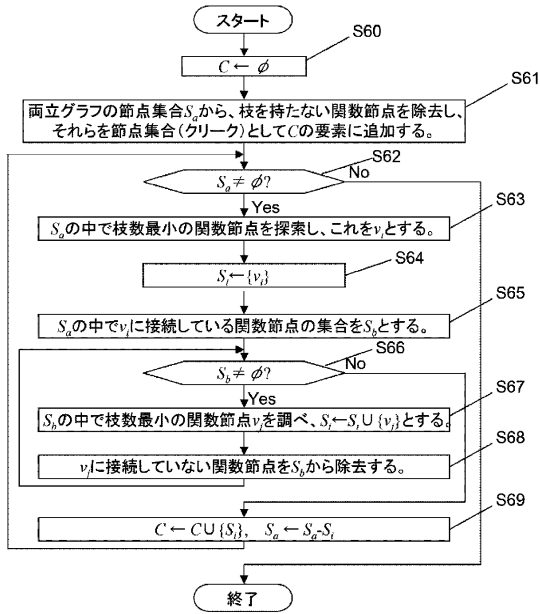 スタート
S60
C ← φ
S61
両立グラフの節点集合Saから、枝を持たない関数節点を除去し、
それらを節点集合(クリーク)としてCの要素に追加する。
S62
Sa≠ φ?
No
Yes
S63
Saの中で枝数最小の関数節点を探索し、これをviとする。
S64
Si←{vi}
S65
Saの中でviに接続している関数節点の集合をSbとする。
S66
Sb≠ φ?
No
Yes
S67
Sbの中で枝数最小の関数節点vjを調べ、Si←Si∪{vj}とする。
S68
vjに接続していない関数節点をSbから除去する。
S69
C ← C∪{Si}, Sa ← Sa-Si
終了